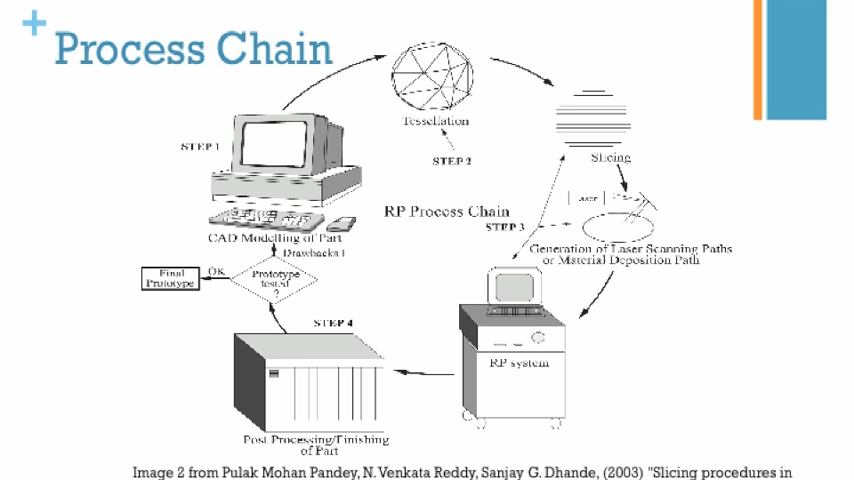 +
Process Chain
Tessellation
STEP 1
STEP 2
Slicing
Laser
RP Process Chain
STEP 3
CAD Modelling of Part
Generation of Laser Scanning Paths
or Material Deposition Path
Drawbacks !
Final
Prototype
OK
Prototype
tested
?
STEP 4
RP system
Post Processing/Finishing
of Part
Image 2 from Pulak Mohan Pandey, N. Venkata Reddy, Sanjay G. Dhande, (2003) "Slicing procedures in